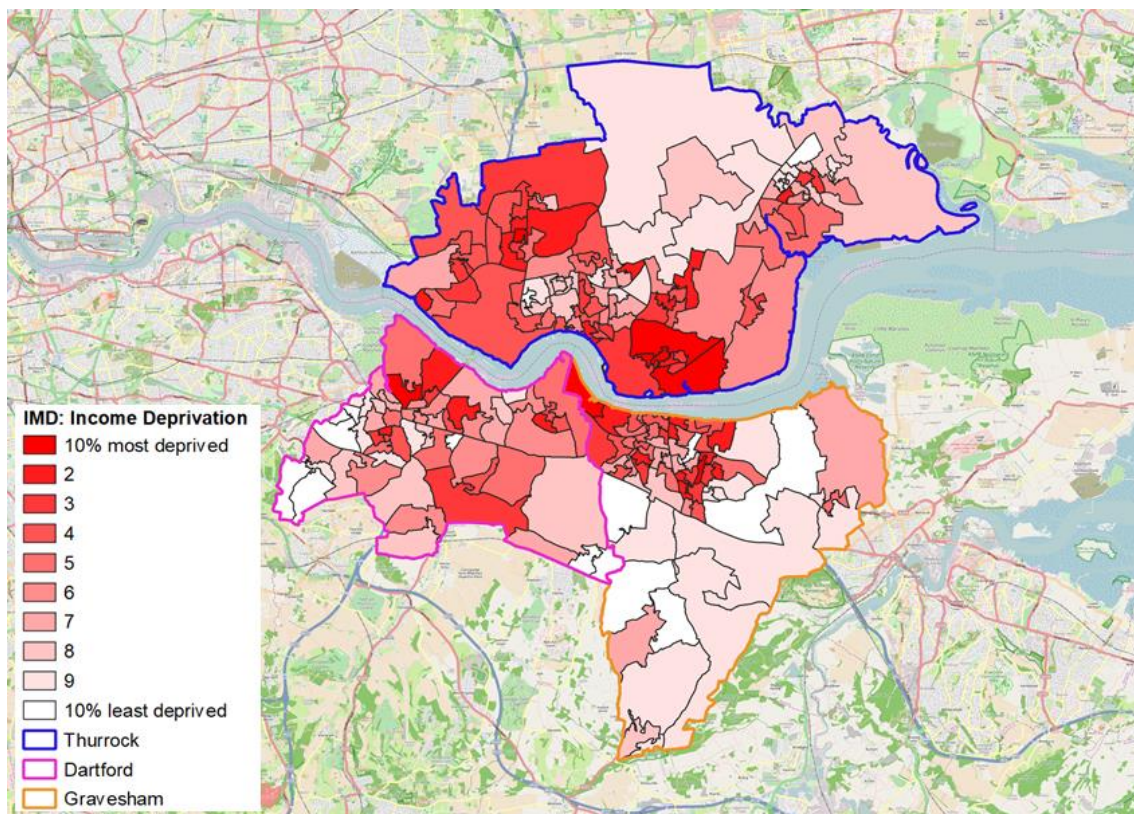 IMD: Income Deprivation
10% most deprived
2
3
4
5
6
7
8
9
10% least deprived
Thurrock
Dartford
Gravesham